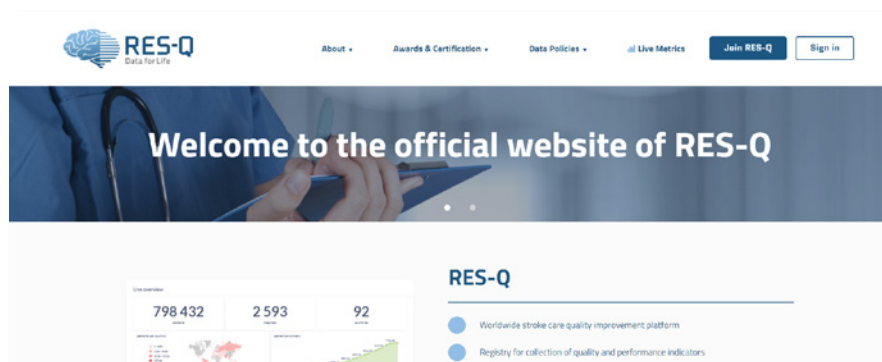 RES-Q
Data for Life
About
Awards & Certification
Data Policies
Live Metrics
Join RES-Q
Sign in
Welcome to the official website of RES-Q
RES-Q
Live overview
798 432
2 593
92
Worldwide stroke care quality improvement platform
Registry for collection of quality and performance indicators